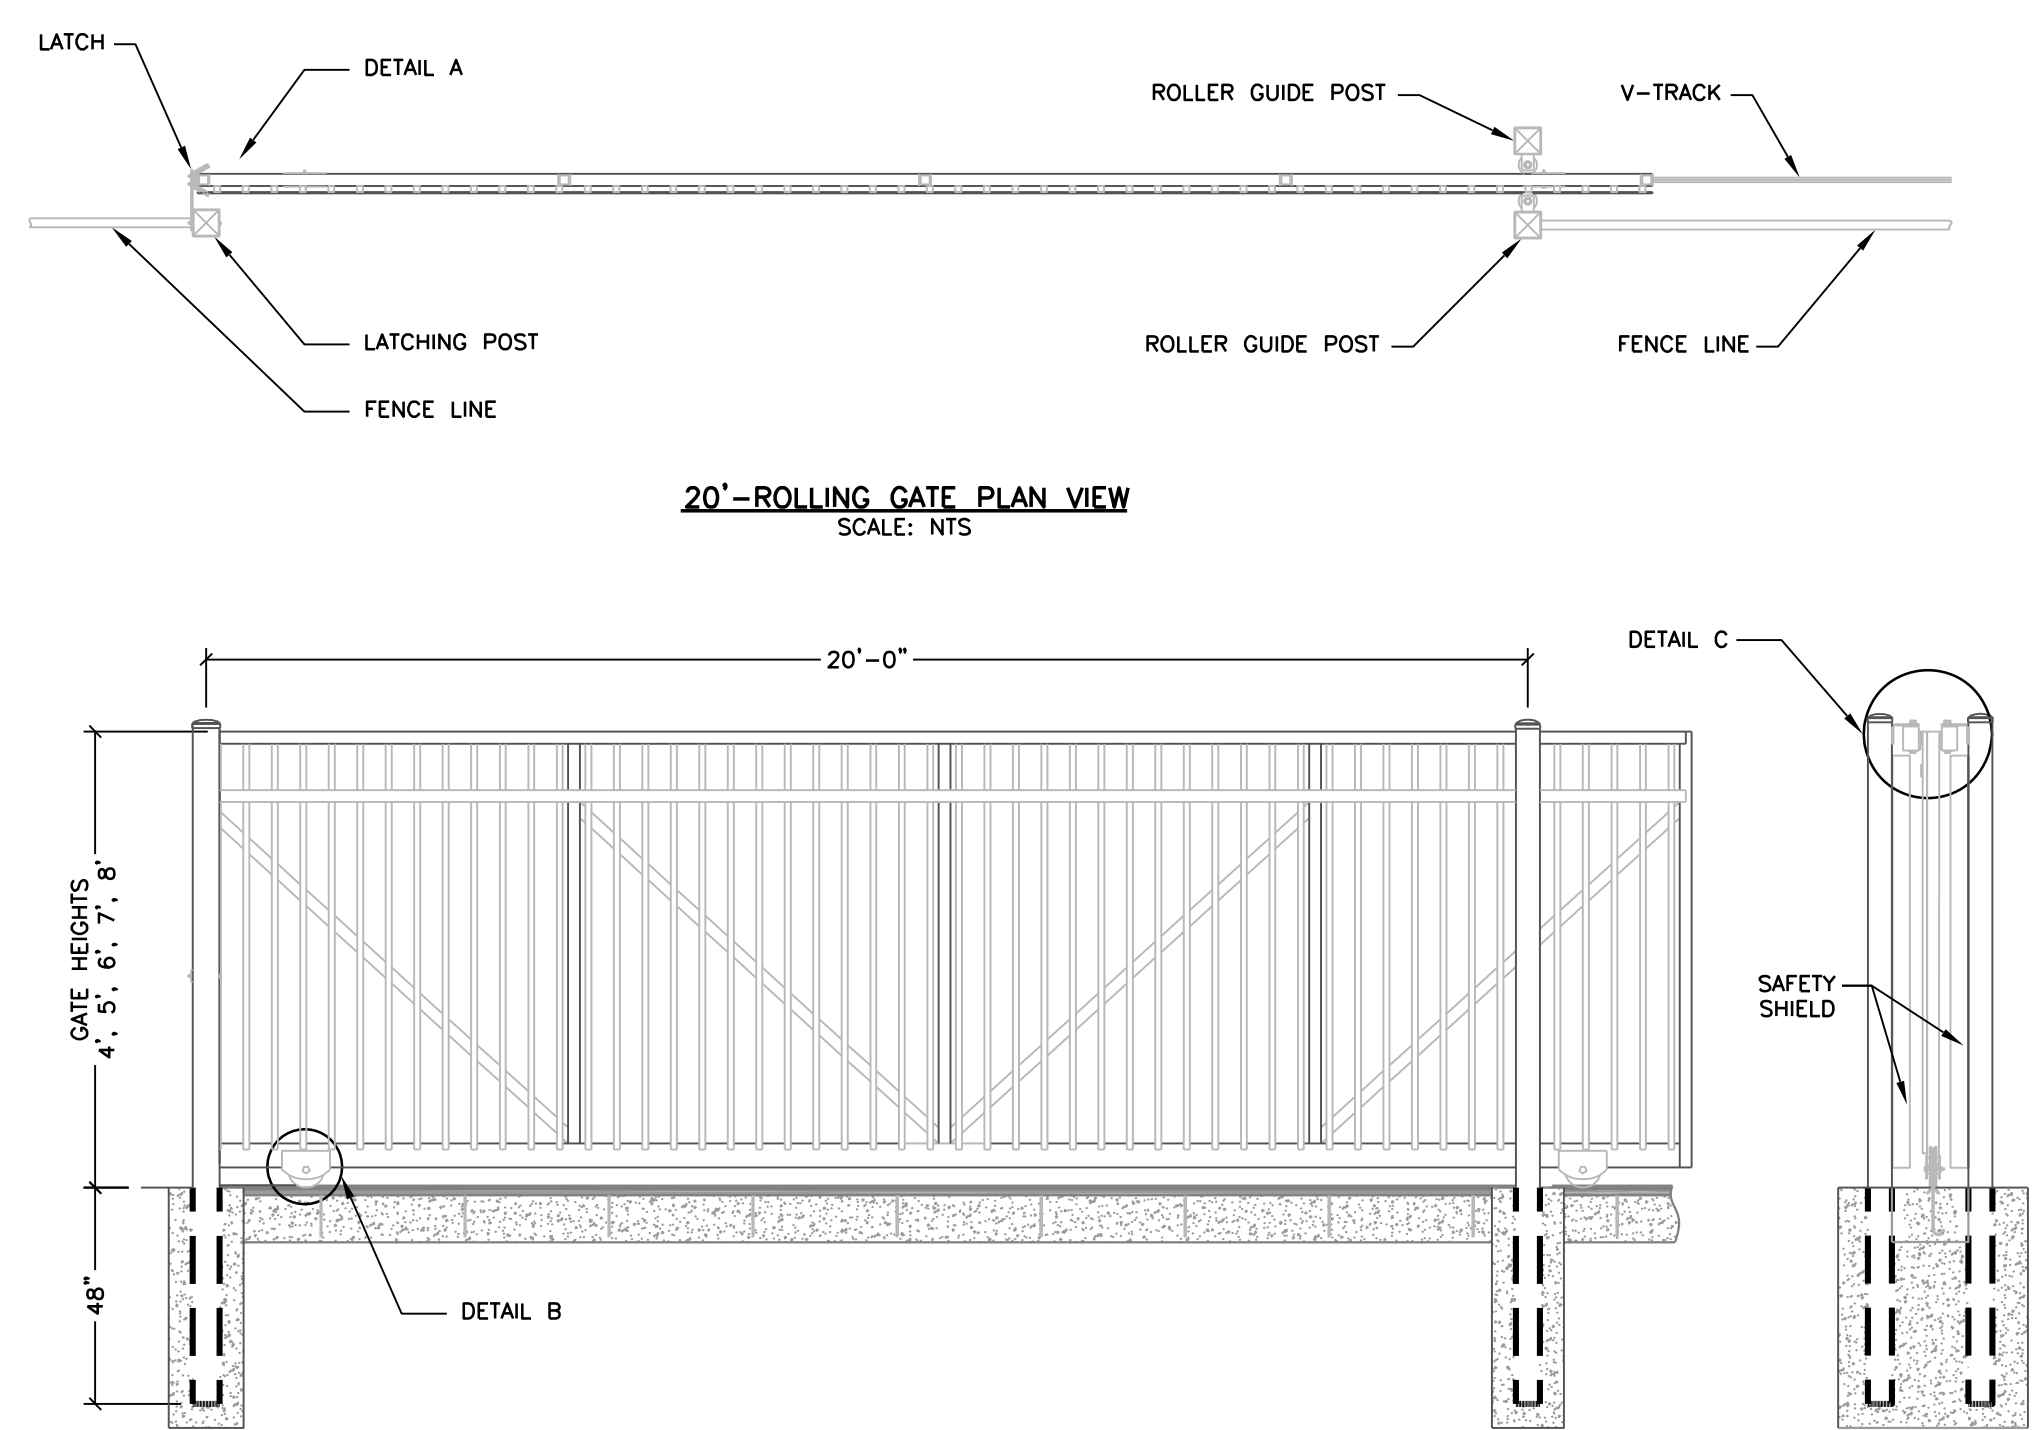 LATCH
DETAIL A
ROLLER GUIDE POST
V-TRACK
LATCHING POST
ROLLER GUIDE POST
FENCE LINE
FENCE LINE
20'-ROLLING GATE PLAN VIEW
SCALE: NTS
DETAIL C
20'-0"
GATE HEIGHTS
4', 5', 6', 7', 8'
SAFETY
SHIELD
48"
DETAIL B